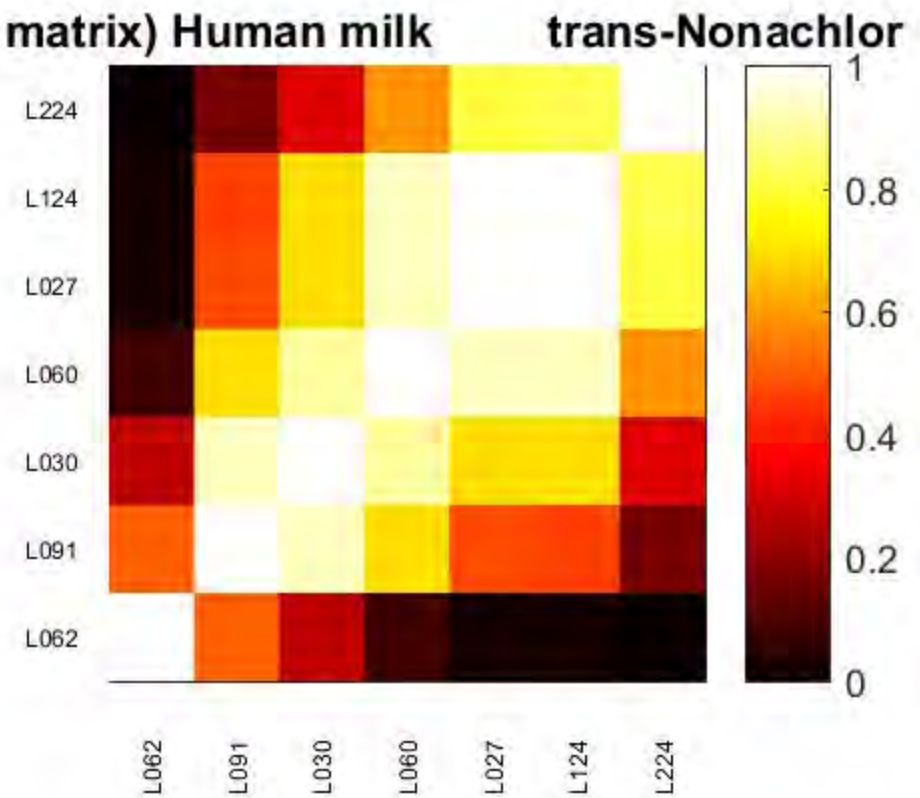 matrix) Human milk trans-Nonachlor
L224
L124
L027
L060
L030
L091
L062
1
0.8
0.6
0.4
0.2
0
L062 L091 L030 L060 L027 L124 L224